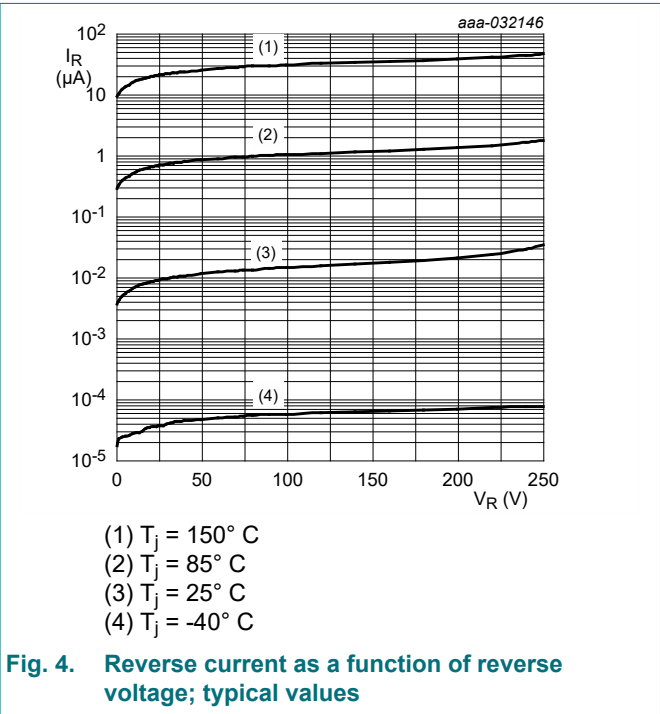 aaa-032146
10²
I_R
(µA)
10
1
10⁻¹
10⁻²
10⁻³
10⁻⁴
10⁻⁵
(1)
(2)
(3)
(4)
0 50 100 150 200 250
V_R (V)
(1) T_j = 150° C
(2) T_j = 85° C
(3) T_j = 25° C
(4) T_j = -40° C
Fig. 4. Reverse current as a function of reverse
voltage; typical values